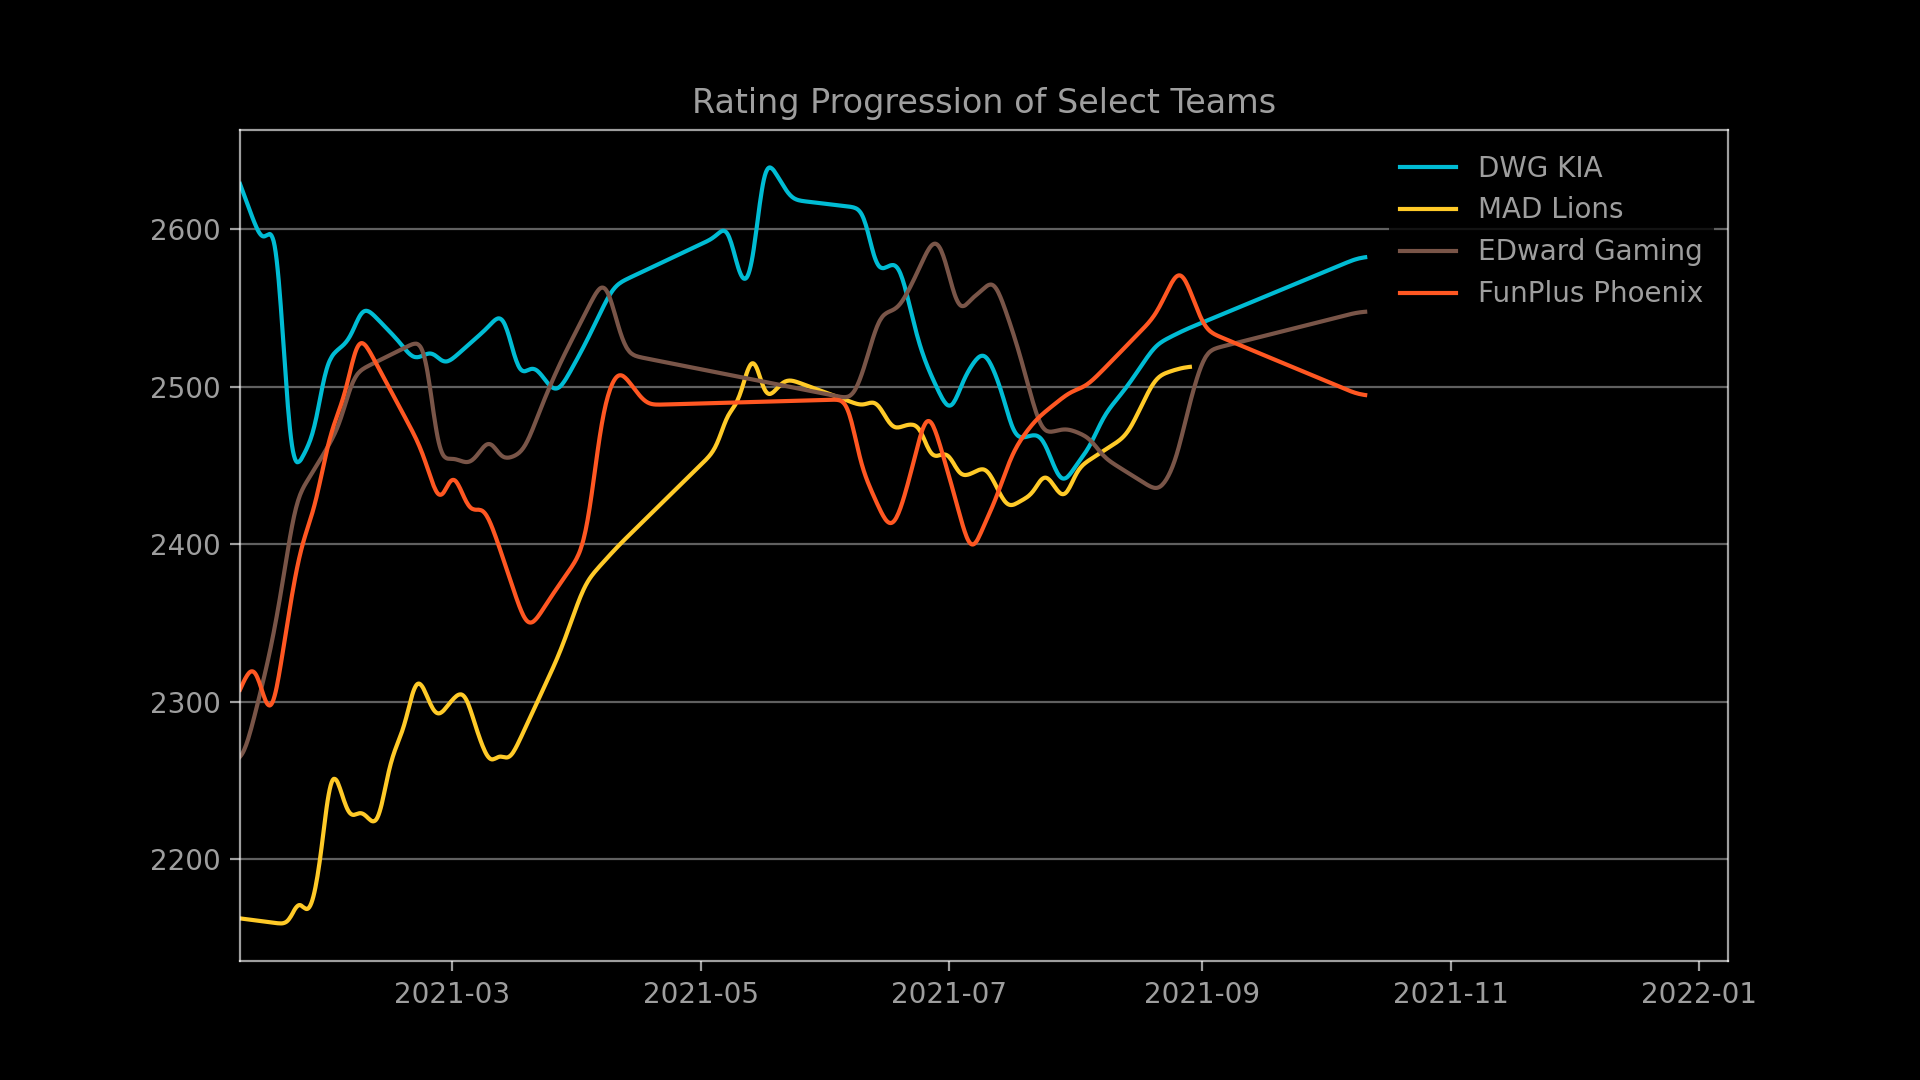 Rating Progression of Select Teams
DWG KIA
MAD Lions
EDward Gaming
FunPlus Phoenix
2600
2500
2400
2300
2200
2021-03 2021-05 2021-07 2021-09 2021-11 2022-01